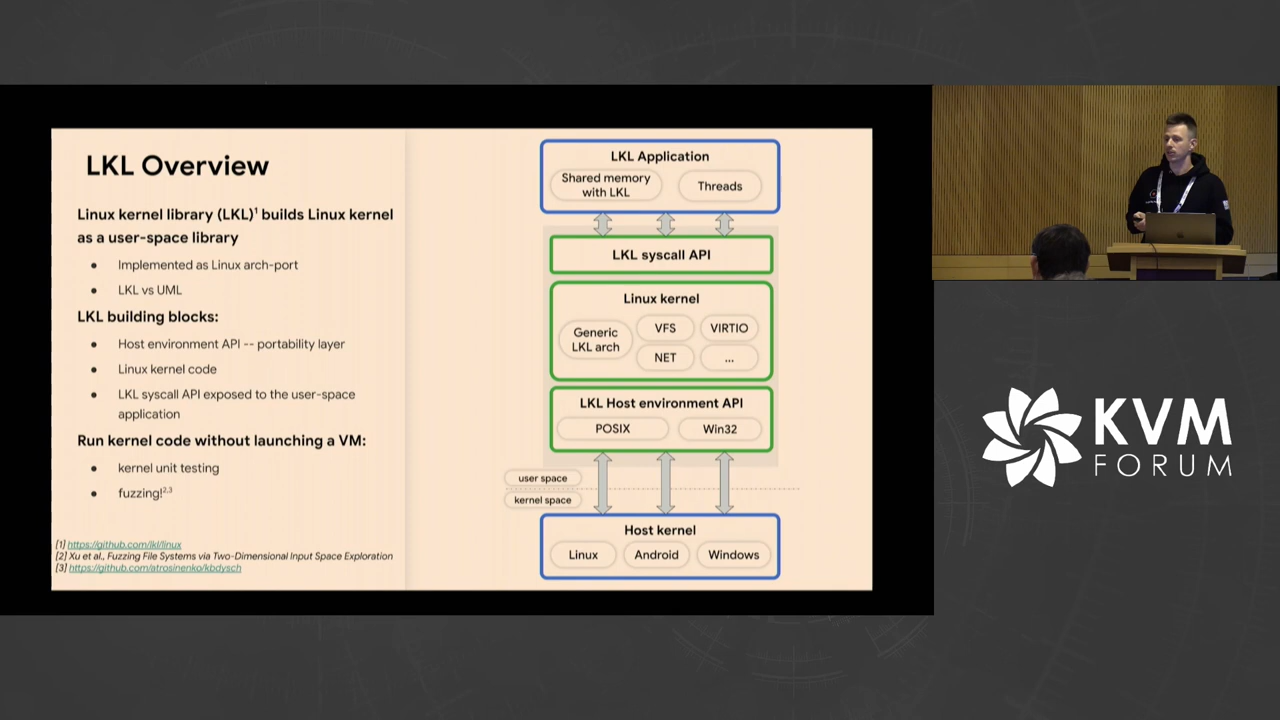 LKL Overview
Linux kernel library (LKL)¹ builds Linux kernel
as a user-space library
● Implemented as Linux arch-port
● LKL vs UML
LKL building blocks:
● Host environment API -- portability layer
● Linux kernel code
● LKL syscall API exposed to the user-space
application
Run kernel code without launching a VM:
● kernel unit testing
● fuzzing!²,³
[1] https://github.com/lkl/linux
[2] Xu et al., Fuzzing File Systems via Two-Dimensional Input Space Exploration
[3] https://github.com/atrosinenko/kbdysch
LKL Application
Shared memory
with LKL
Threads
LKL syscall API
Linux kernel
Generic
LKL arch
VFS
VIRTIO
NET
...
LKL Host environment API
POSIX
Win32
user space
kernel space
Host kernel
Linux
Android
Windows
KVM
FORUM